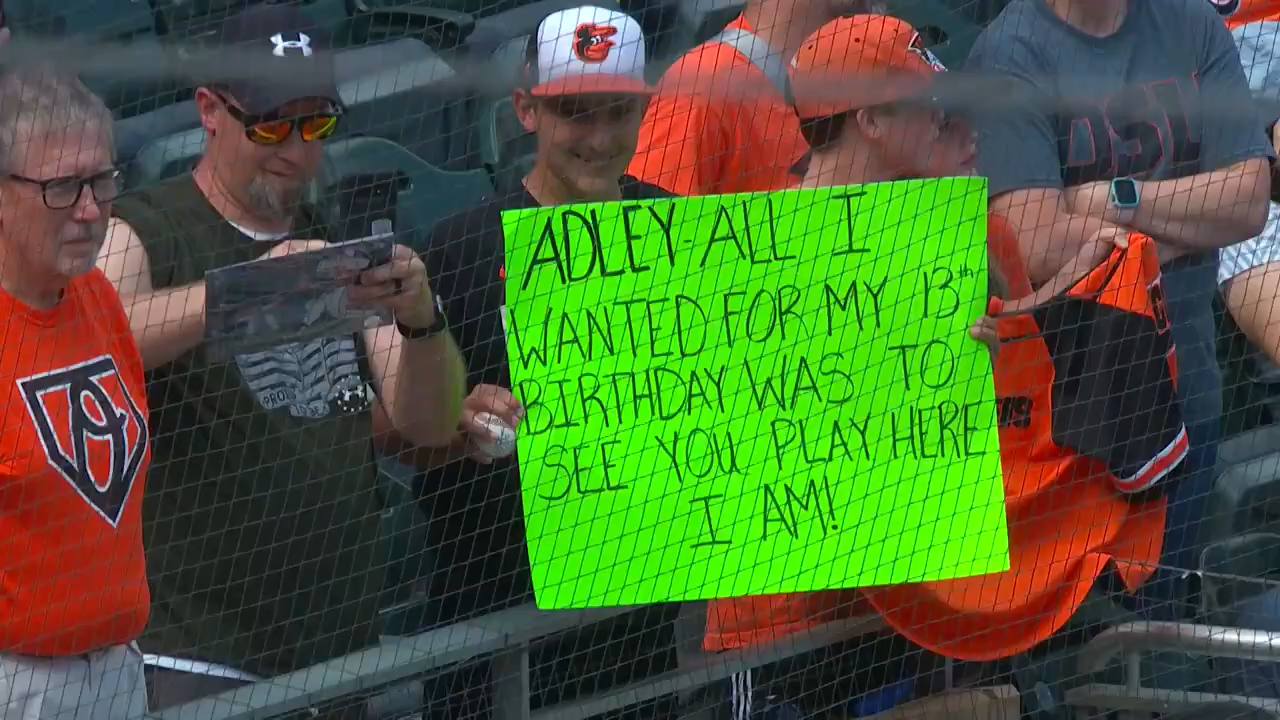 ADLEY-ALL I
WANTED FOR MY 13th
BIRTHDAY WAS TO
SEE YOU PLAY HERE
I AM!